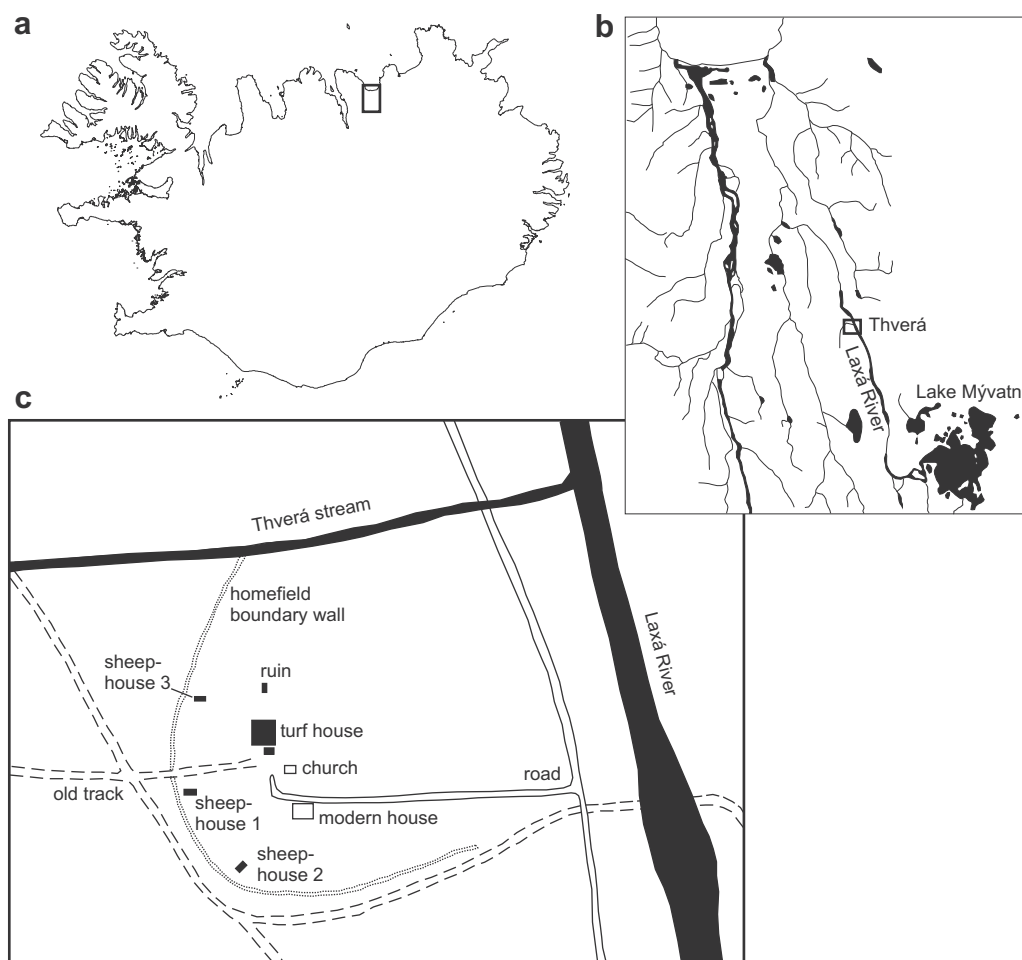 a
b
Thverá
Laxá River
Lake Mývatn
c
Thverá stream
homefield
boundary wall
Laxá River
sheep-
house 3
ruin
turf house
church
road
old track
sheep-
house 1
modern house
sheep-
house 2